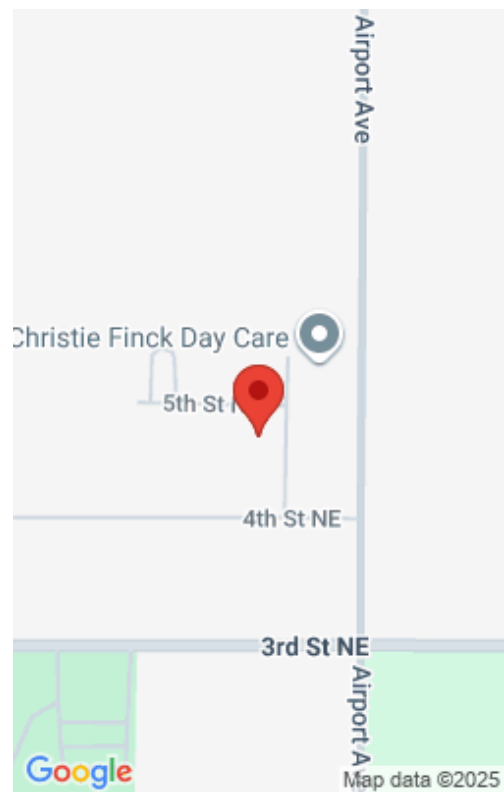 Airport Ave
Christie Finck Day Care
5th St
4th St NE
3rd St NE
Airport
Google
Map data ©2025